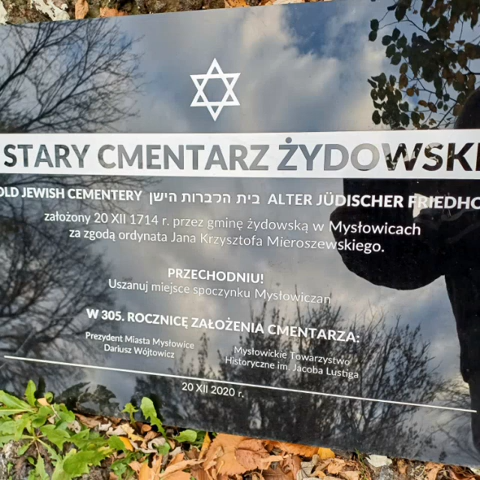 STARY CMENTARZ ŻYDOWSKI
OLD JEWISH CEMENTERY בית הכברות הישן ALTER JÜDISCHER FRIEDHO
założony 20 XII 1714 r. przez gminę żydowską w Mysłowicach
za zgodą ordynata Jana Krzysztofa Mieroszewskiego.
PRZECHODNIU!
Uszanuj miejsce spoczynku Mysłowiczan
W 305. ROCZNICĘ ZAŁOŻENIA CMENTARZA:
Prezydent Miasta Mysłowice
Dariusz Wójtowicz
Mysłowickie Towarzystwo
Historyczne im. Jacoba Lustiga
20 XII 2020 r.